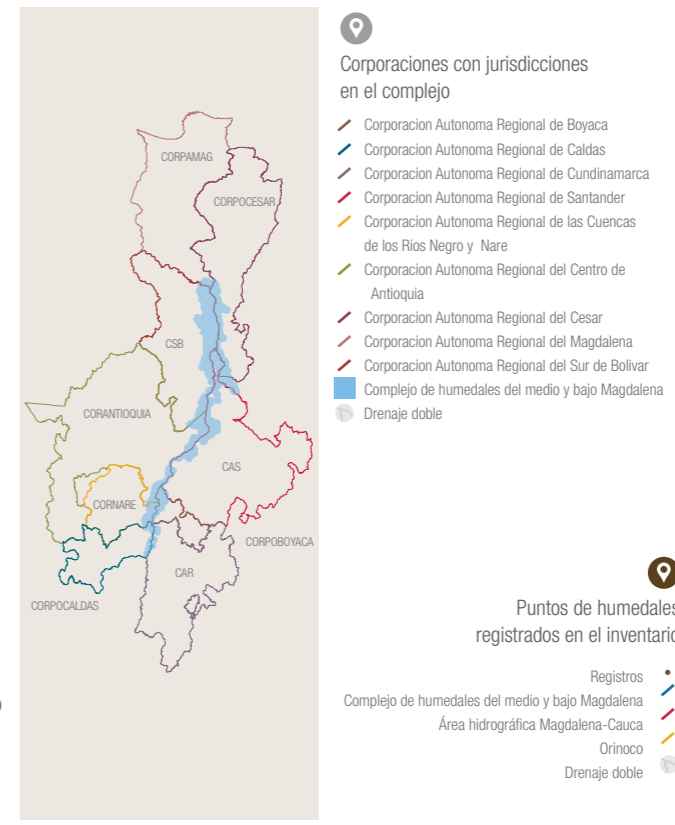 Corporaciones con jurisdicciones
en el complejo
Corporacion Autonoma Regional de Boyaca
Corporacion Autonoma Regional de Caldas
Corporacion Autonoma Regional de Cundinamarca
Corporacion Autonoma Regional de Santander
Corporacion Autonoma Regional de las Cuencas
de los Rios Negro y Nare
Corporacion Autonoma Regional del Centro de
Antioquia
Corporacion Autonoma Regional del Cesar
Corporacion Autonoma Regional del Magdalena
Corporacion Autonoma Regional del Sur de Bolivar
Complejo de humedales del medio y bajo Magdalena
Drenaje doble
CORPAMAG
CORPOCESAR
CSB
CORANTIOQUIA
CAS
CORNARE
CORPOBOYACA
CAR
CORPOCALDAS
Puntos de humedales
registrados en el inventario
Registros
Complejo de humedales del medio y bajo Magdalena
Área hidrográfica Magdalena-Cauca
Orinoco
Drenaje doble